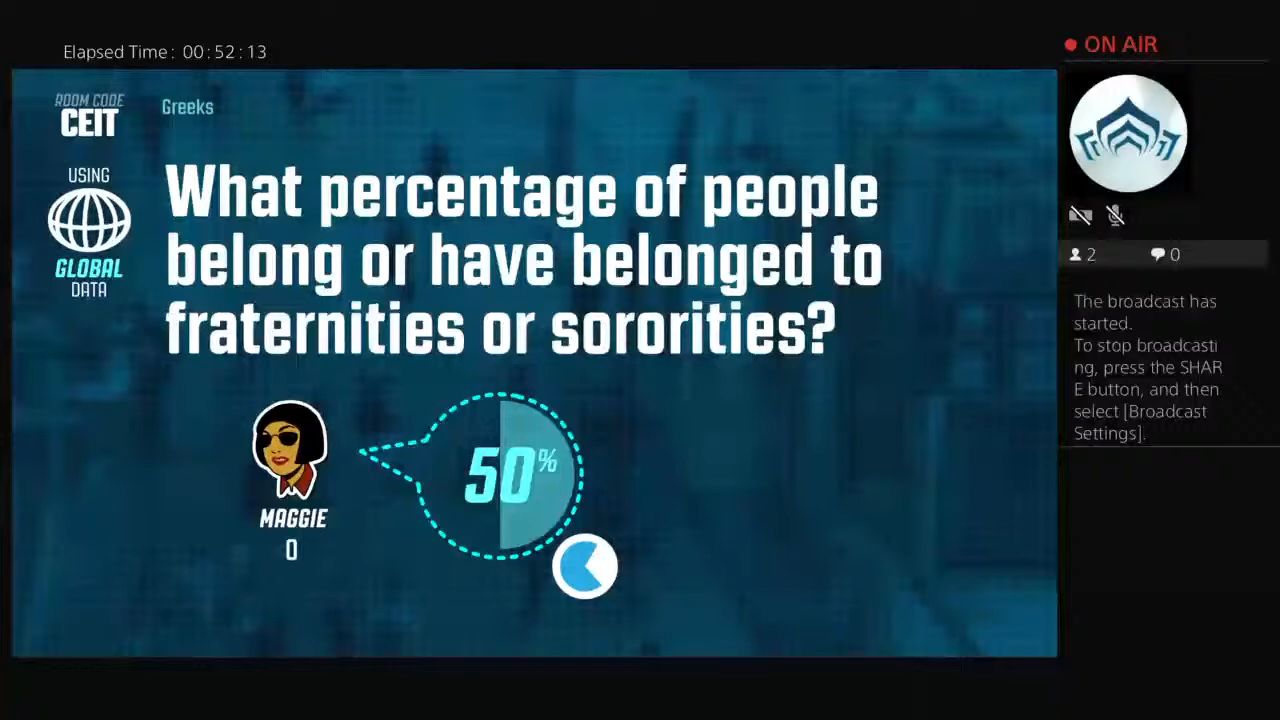 Elapsed Time: 00:52:13
ON AIR
ROOM CODE
CEIT
Greeks
USING
GLOBAL
DATA
What percentage of people
belong or have belonged to
fraternities or sororities?
50%
MAGGIE
0
2
0
The broadcast has
started.
To stop broadcasti
ng, press the SHAR
E button, and then
select [Broadcast
Settings].